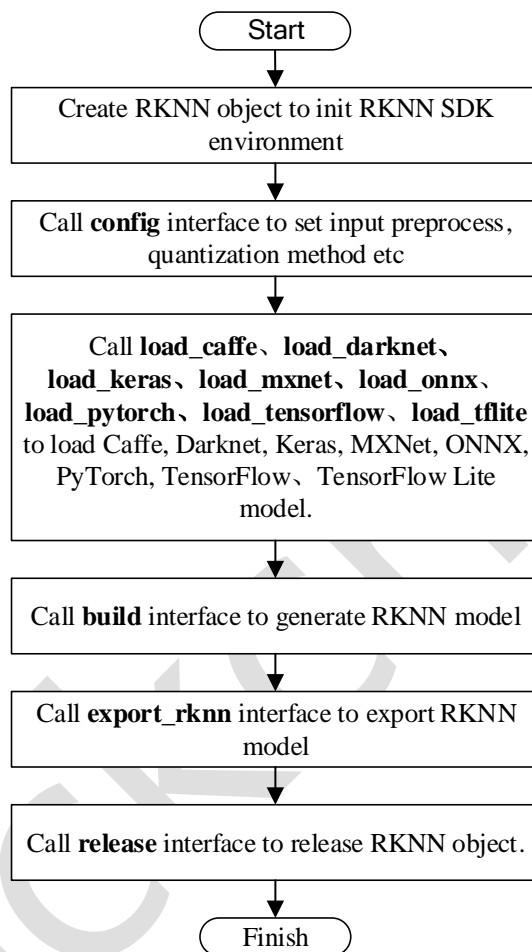 Start
Create RKNN object to init RKNN SDK
environment
Call config interface to set input preprocess,
quantization method etc
Call load_caffe、load_darknet、
load_keras、load_mxnet、load_onnx、
load_pytorch、load_tensorflow、load_tflite
to load Caffe, Darknet, Keras, MXNet, ONNX,
PyTorch, TensorFlow、TensorFlow Lite
model.
Call build interface to generate RKNN model
Call export_rknn interface to export RKNN
model
Call release interface to release RKNN object.
Finish